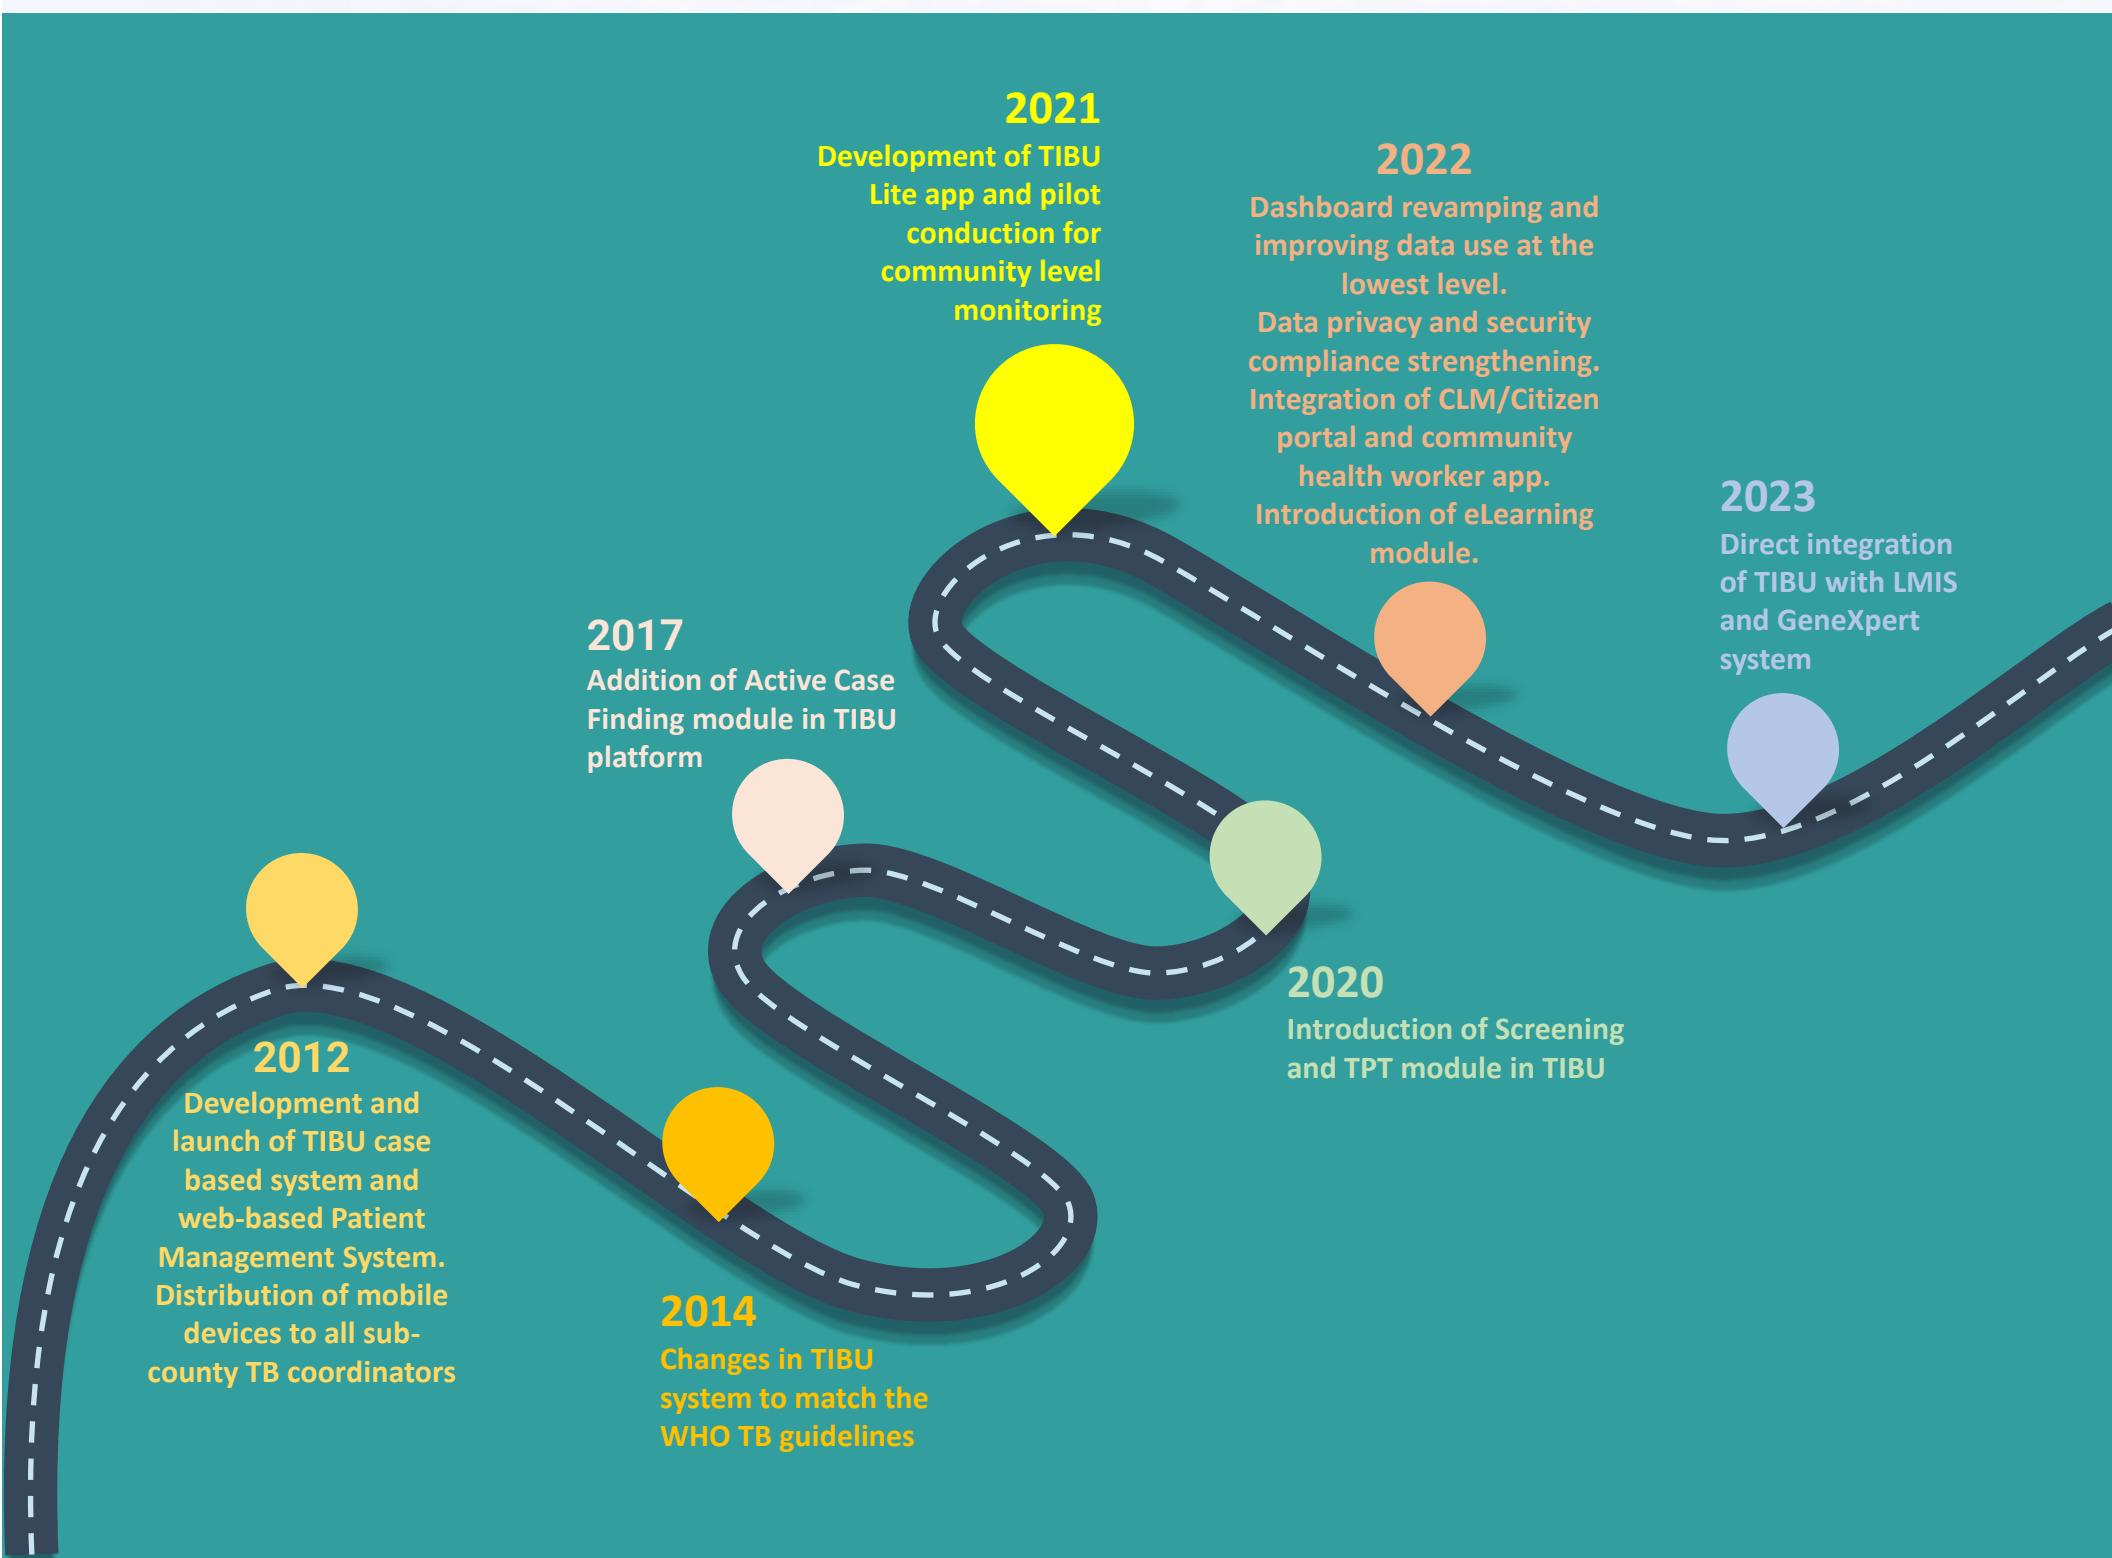 2021
Development of TIBU
Lite app and pilot
conduction for
community level
monitoring
2022
Dashboard revamping and
improving data use at the
lowest level.
Data privacy and security
compliance strengthening.
Integration of CLM/Citizen
portal and community
health worker app.
Introduction of eLearning
module.
2023
Direct integration
of TIBU with LMIS
and GeneXpert
system
2017
Addition of Active Case
Finding module in TIBU
platform
2020
Introduction of Screening
and TPT module in TIBU
2012
Development and
launch of TIBU case
based system and
web-based Patient
Management System.
Distribution of mobile
devices to all sub-
county TB coordinators
2014
Changes in TIBU
system to match the
WHO TB guidelines